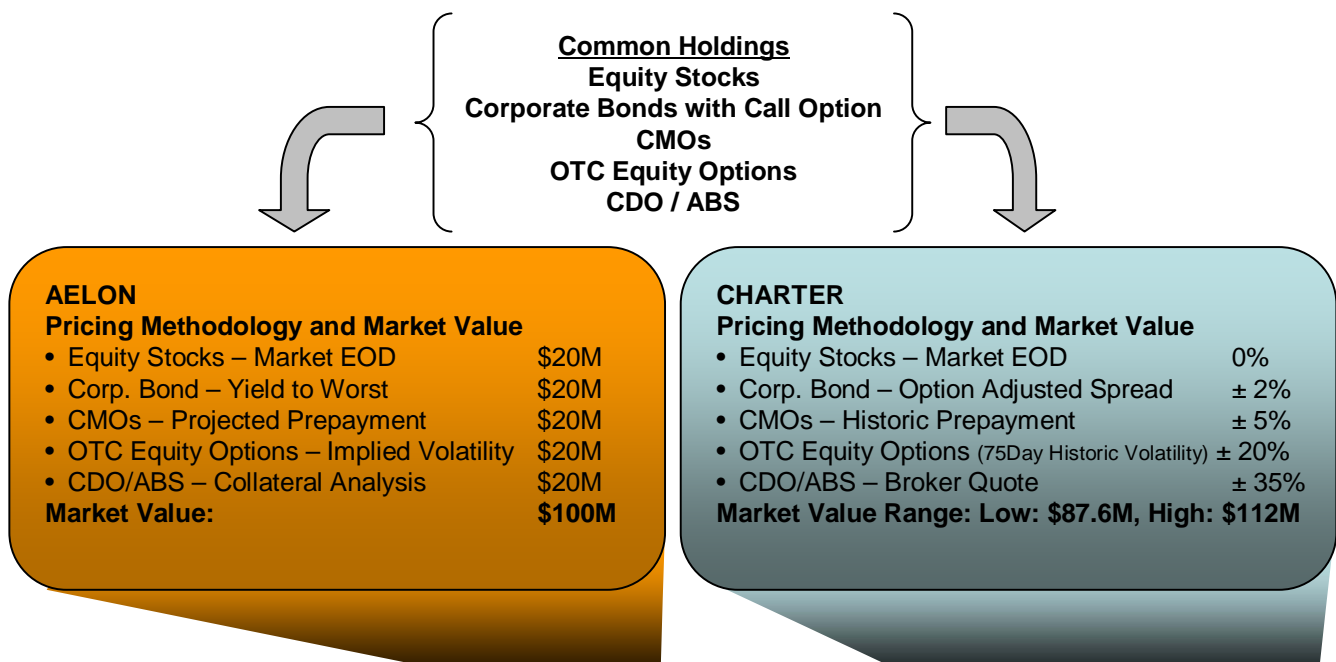 Common Holdings
Equity Stocks
Corporate Bonds with Call Option
CMOs
OTC Equity Options
CDO / ABS
AELON
Pricing Methodology and Market Value
• Equity Stocks – Market EOD $20M
• Corp. Bond – Yield to Worst $20M
• CMOs – Projected Prepayment $20M
• OTC Equity Options – Implied Volatility $20M
• CDO/ABS – Collateral Analysis $20M
Market Value: $100M
CHARTER
Pricing Methodology and Market Value
• Equity Stocks – Market EOD 0%
• Corp. Bond – Option Adjusted Spread ± 2%
• CMOs – Historic Prepayment ± 5%
• OTC Equity Options (75Day Historic Volatility) ± 20%
• CDO/ABS – Broker Quote ± 35%
Market Value Range: Low: $87.6M, High: $112M